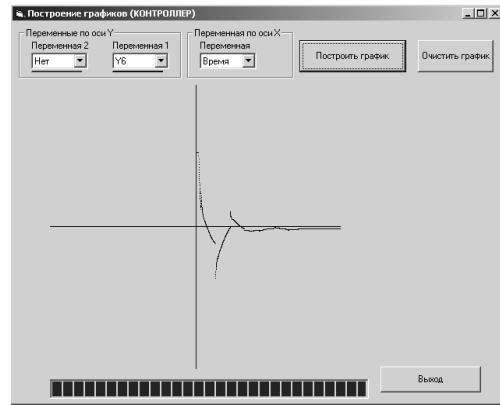 Построение графиков (КОНТРОЛЛЕР)
Переменные по оси Y
Переменная 2 Переменная 1
Нет Y6
Переменная по оси X
Переменная
Время
Построить график
Очистить график
Выход